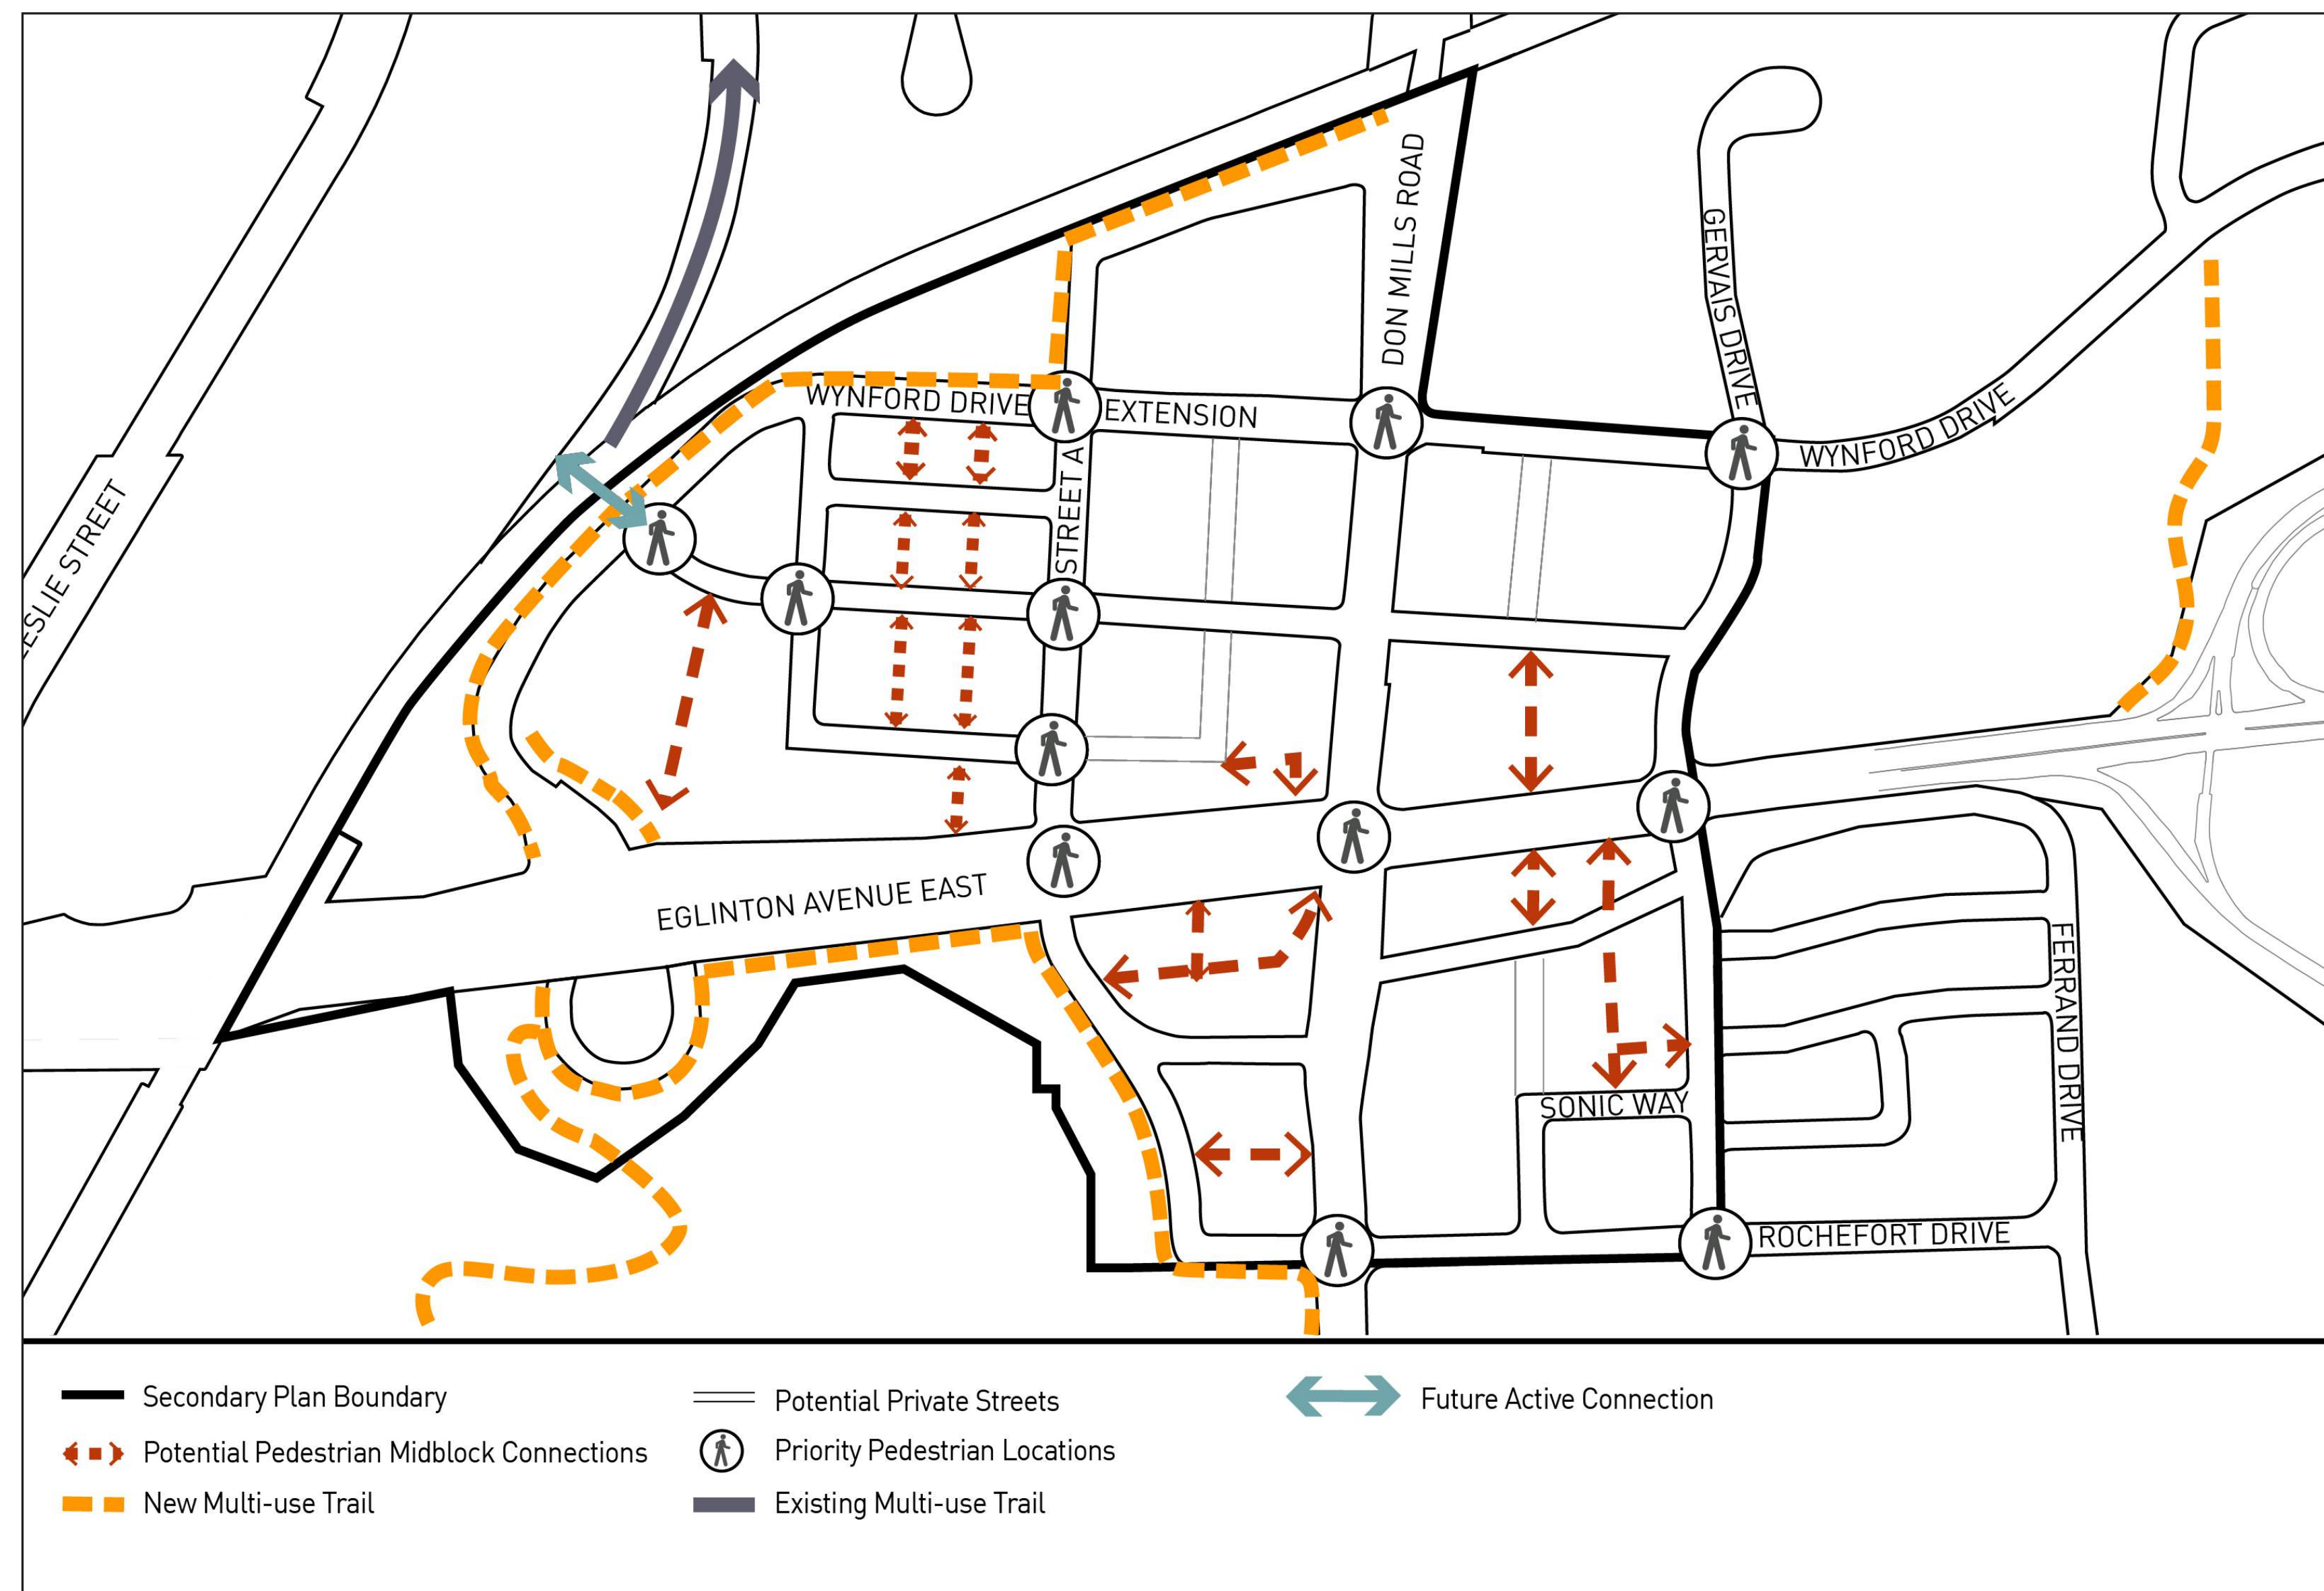 DON MILLS ROAD
GERVAIS DRIVE
WYNFORD DRIVE
EXTENSION
WYNFORD DRIVE
STREET A
ESLIE STREET
EGLINTON AVENUE EAST
FERRAND DRIVE
SONIC WAY
ROCHEFORT DRIVE
Secondary Plan Boundary
Potential Pedestrian Midblock Connections
New Multi-use Trail
Potential Private Streets
Priority Pedestrian Locations
Existing Multi-use Trail
Future Active Connection